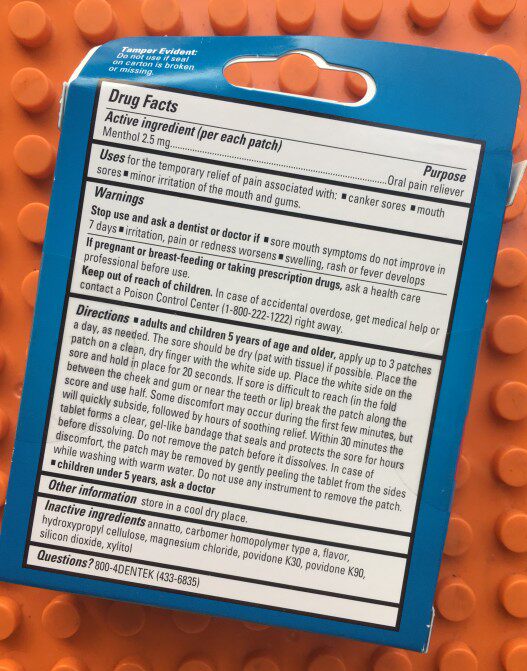 Tamper Evident:
Do not use if seal
on carton is broken
or missing.
Drug Facts
Active ingredient (per each patch) Purpose
Menthol 2.5 mg..........Oral pain reliever
Uses for the temporary relief of pain associated with: ■ canker sores ■ mouth
sores ■ minor irritation of the mouth and gums.
Warnings
Stop use and ask a dentist or doctor if ■ sore mouth symptoms do not improve in
7 days ■ irritation, pain or redness worsens ■ swelling, rash or fever develops
If pregnant or breast-feeding or taking prescription drugs, ask a health care
professional before use.
Keep out of reach of children. In case of accidental overdose, get medical help or
contact a Poison Control Center (1-800-222-1222) right away.
Directions ■ adults and children 5 years of age and older, apply up to 3 patches
a day, as needed. The sore should be dry (pat with tissue) if possible. Place the
patch on a clean, dry finger with the white side up. Place the white side on the
sore and hold in place for 20 seconds. If sore is difficult to reach (in the fold
between the cheek and gum or near the teeth or lip) break the patch along the
score and use half. Some discomfort may occur during the first few minutes, but
will quickly subside, followed by hours of soothing relief. Within 30 minutes the
tablet forms a clear, gel-like bandage that seals and protects the sore for hours
before dissolving. Do not remove the patch before it dissolves. In case of
discomfort, the patch may be removed by gently peeling the tablet from the sides
while washing with warm water. Do not use any instrument to remove the patch.
■ children under 5 years, ask a doctor
Other information store in a cool dry place.
Inactive ingredients annatto, carbomer homopolymer type a, flavor,
hydroxypropyl cellulose, magnesium chloride, povidone K30, povidone K90,
silicon dioxide, xylitol
Questions? 800-4DENTEK (433-6835)